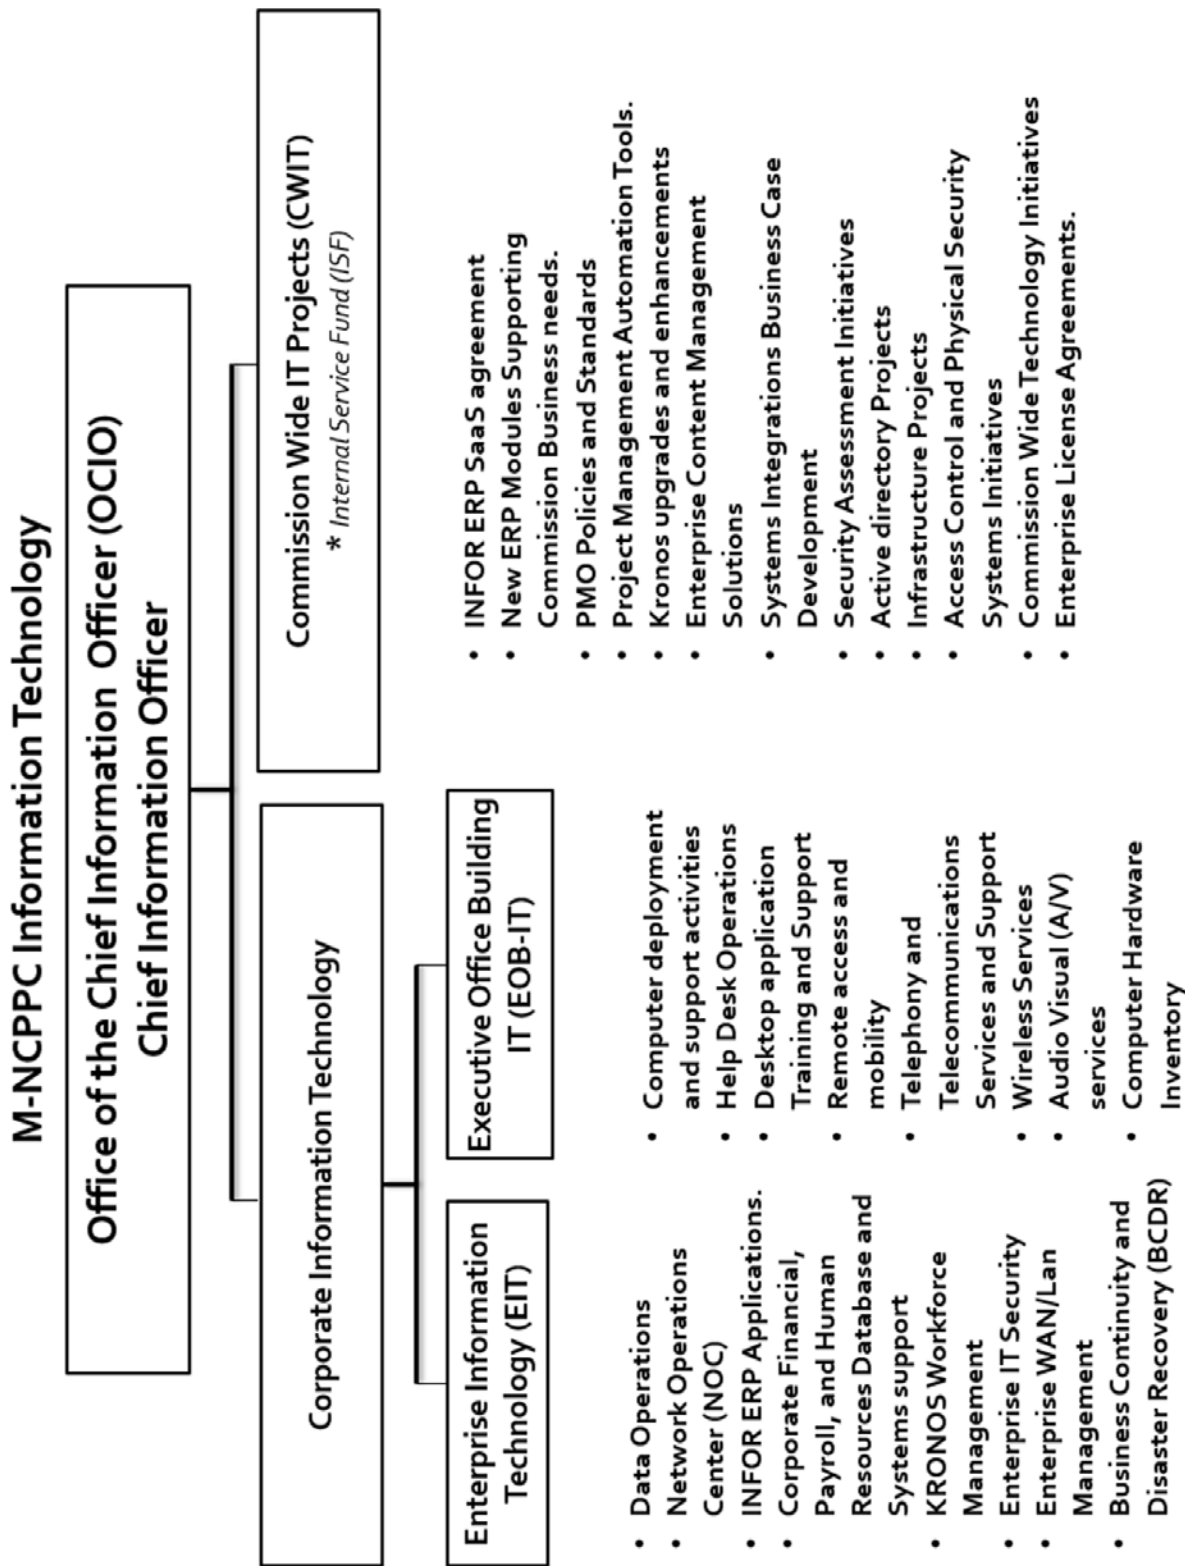 M-NCPPC Information Technology
Office of the Chief Information Officer (OCIO)
Chief Information Officer
Corporate Information Technology
Commission Wide IT Projects (CWIT)
* Internal Service Fund (ISF)
Enterprise Information
Technology (EIT)
Executive Office Building
IT (EOB-IT)
• Data Operations
• Network Operations
Center (NOC)
• INFOR ERP Applications.
• Corporate Financial,
Payroll, and Human
Resources Database and
Systems support
• KRONOS Workforce
Management
• Enterprise IT Security
• Enterprise WAN/Lan
Management
• Business Continuity and
Disaster Recovery (BCDR)
• Computer deployment
and support activities
• Help Desk Operations
• Desktop application
Training and Support
• Remote access and
mobility
• Telephony and
Telecommunications
Services and Support
• Wireless Services
• Audio Visual (A/V)
services
• Computer Hardware
Inventory
• INFOR ERP SaaS agreement
• New ERP Modules Supporting
Commission Business needs.
• PMO Policies and Standards
• Project Management Automation Tools.
• Kronos upgrades and enhancements
• Enterprise Content Management
Solutions
• Systems Integrations Business Case
Development
• Security Assessment Initiatives
• Active directory Projects
• Infrastructure Projects
• Access Control and Physical Security
Systems Initiatives
• Commission Wide Technology Initiatives
• Enterprise License Agreements.